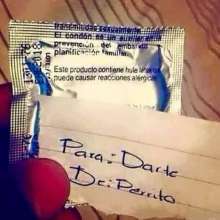 transmitidas sexualmente.
El condón es un auxiliar en la
prevención del embarazo
planificación familiar
2018
Este producto contiene hule látex
puede causar reacciones alérgicas
Para: Darte
De: Perrito